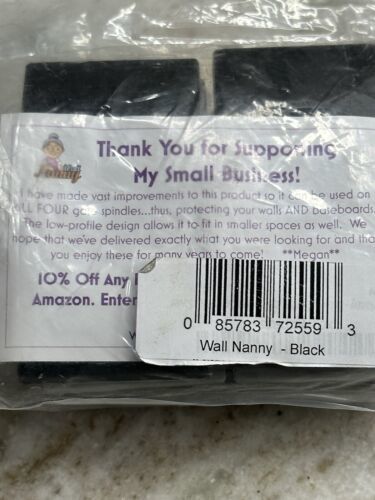 Wall
Nanny
Thank You for Supporting
My Small Business!
I have made vast improvements to this product so it can be used on
ALL FOUR gate spindles...thus, protecting your walls AND baseboards.
The low-profile design allows it to fit in smaller spaces as well. We
hope that we've delivered exactly what you were looking for and that
you enjoy these for many years to come! **Megan**
10% Off Any
Amazon. Enter
0 85783 72559 3
Wall Nanny - Black